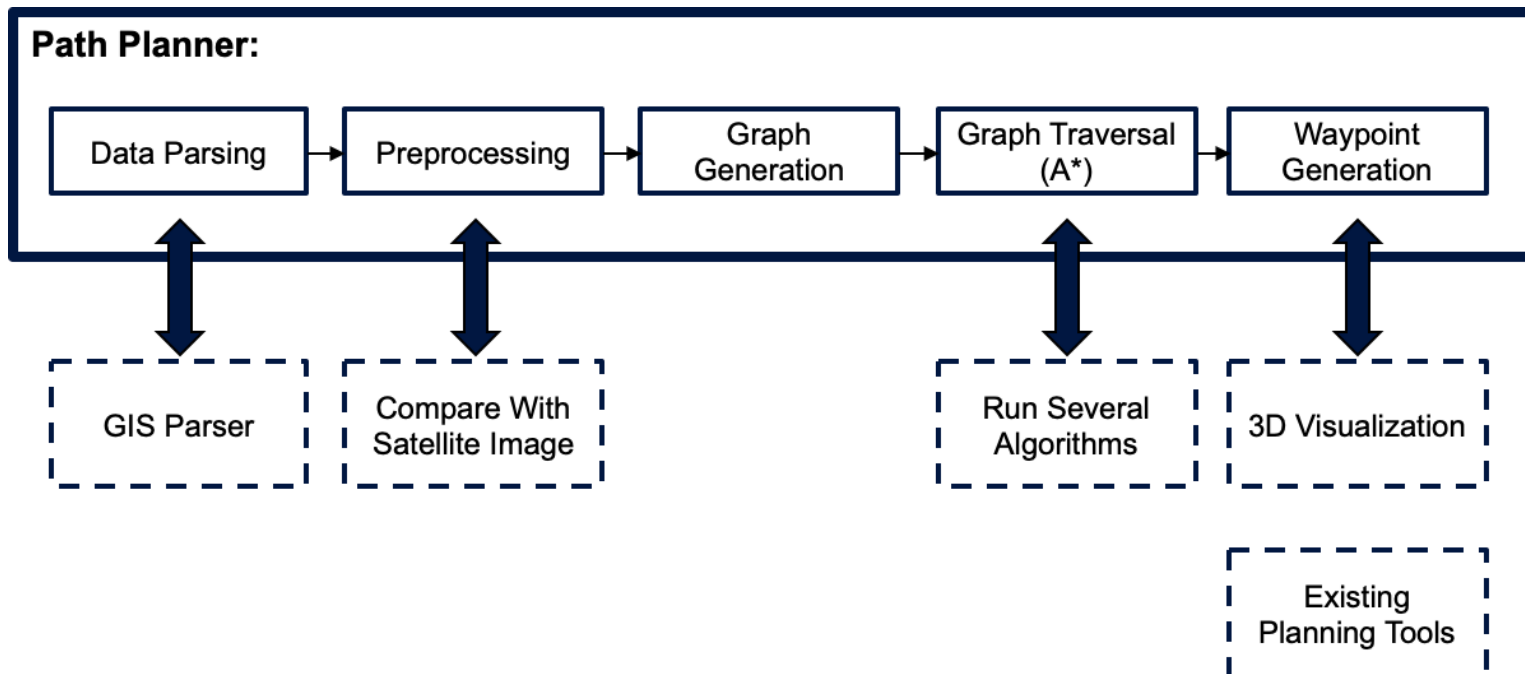 Path Planner:
Data Parsing
Preprocessing
Graph
Generation
Graph Traversal
(A*)
Waypoint
Generation
GIS Parser
Compare With
Satellite Image
Run Several
Algorithms
3D Visualization
Existing
Planning Tools